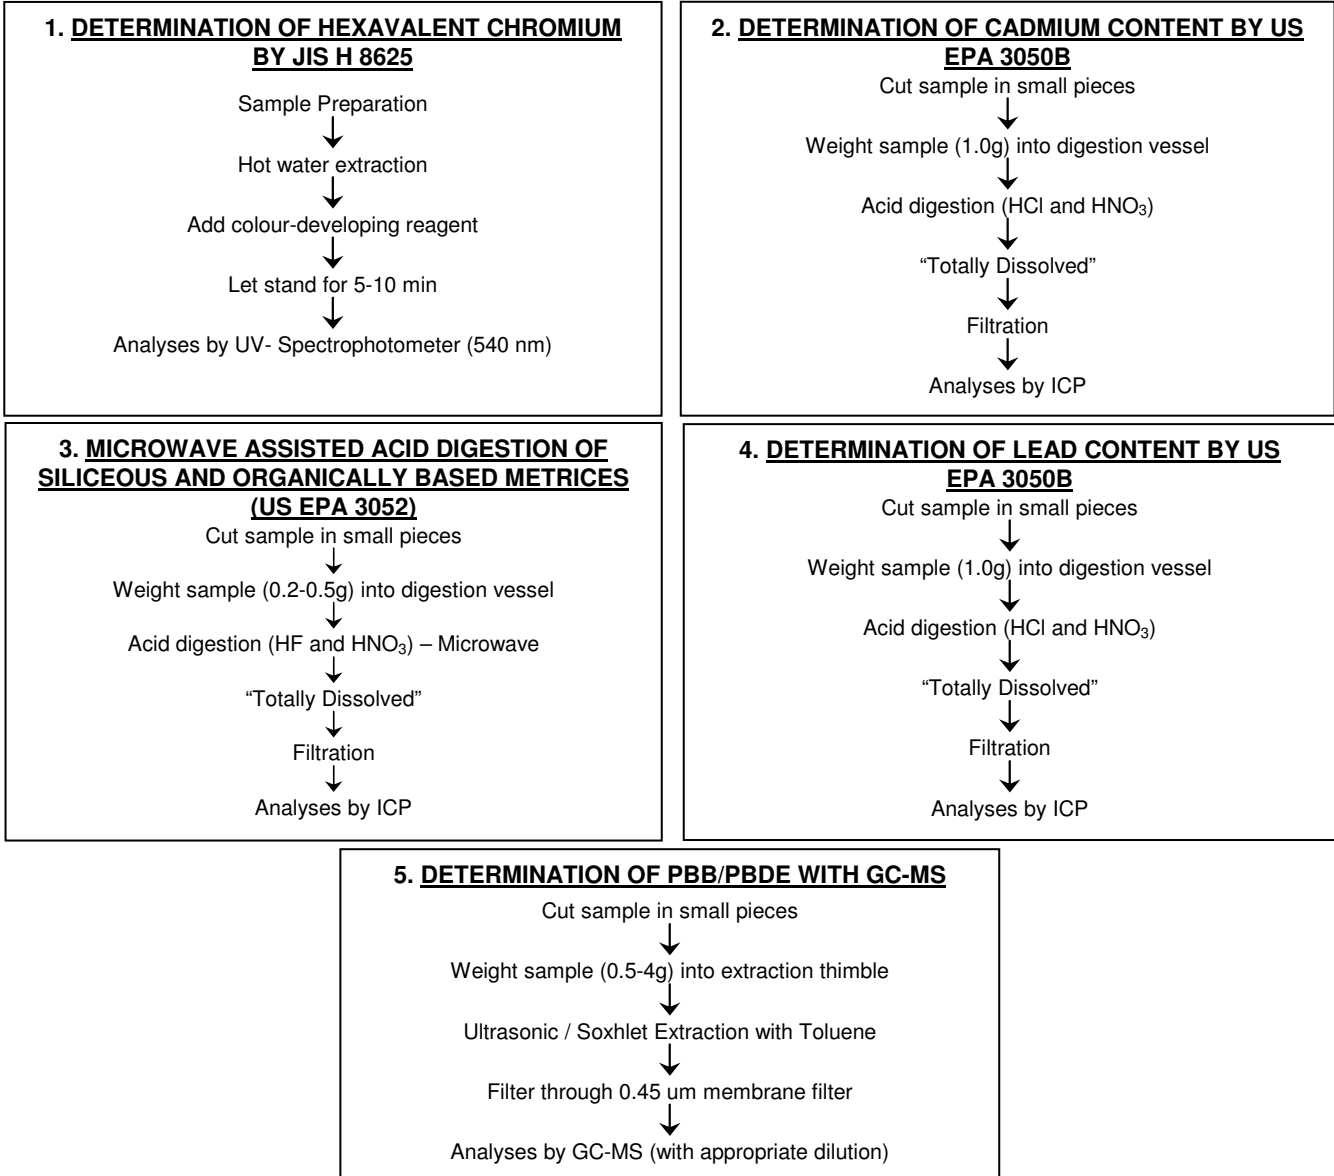 1. DETERMINATION OF HEXAVALENT CHROMIUM
BY JIS H 8625
Sample Preparation
Hot water extraction
Add colour-developing reagent
Let stand for 5-10 min
Analyses by UV- Spectrophotometer (540 nm)
2. DETERMINATION OF CADMIUM CONTENT BY US
EPA 3050B
Cut sample in small pieces
Weight sample (1.0g) into digestion vessel
Acid digestion (HCl and HNO₃)
“Totally Dissolved”
Filtration
Analyses by ICP
3. MICROWAVE ASSISTED ACID DIGESTION OF
SILICEOUS AND ORGANICALLY BASED METRICES
(US EPA 3052)
Cut sample in small pieces
Weight sample (0.2-0.5g) into digestion vessel
Acid digestion (HF and HNO₃) – Microwave
“Totally Dissolved”
Filtration
Analyses by ICP
4. DETERMINATION OF LEAD CONTENT BY US
EPA 3050B
Cut sample in small pieces
Weight sample (1.0g) into digestion vessel
Acid digestion (HCl and HNO₃)
“Totally Dissolved”
Filtration
Analyses by ICP
5. DETERMINATION OF PBB/PBDE WITH GC-MS
Cut sample in small pieces
Weight sample (0.5-4g) into extraction thimble
Ultrasonic / Soxhlet Extraction with Toluene
Filter through 0.45 um membrane filter
Analyses by GC-MS (with appropriate dilution)